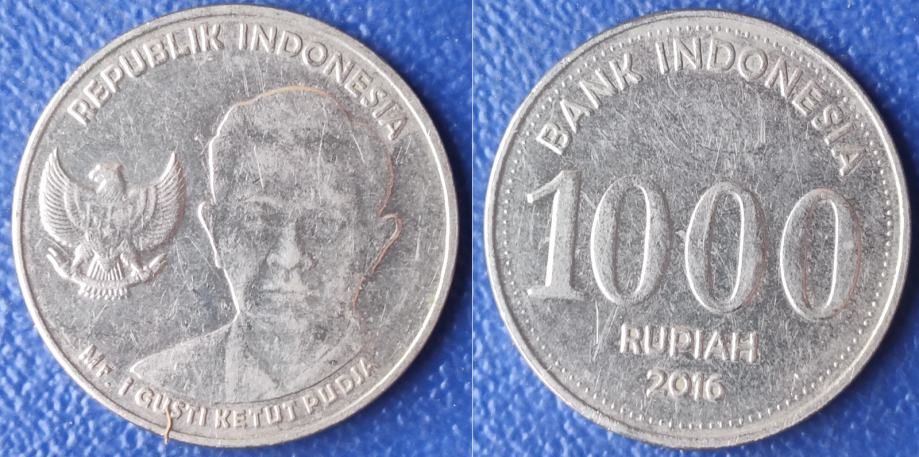 REPUBLIK INDONESIA
MR. I GUSTI KETUT PUDJA
BANK INDONESIA
1000
RUPIAH
2016